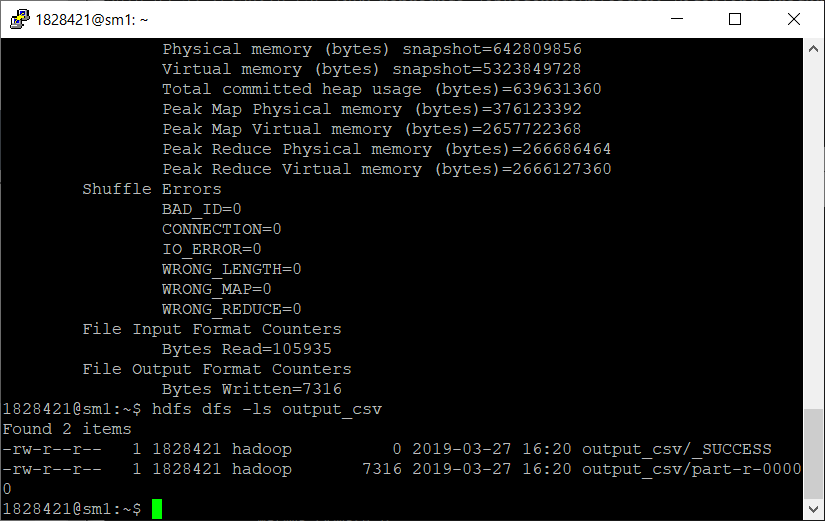 1828421@sm1: ~
Physical memory (bytes) snapshot=642809856
Virtual memory (bytes) snapshot=5323849728
Total committed heap usage (bytes)=639631360
Peak Map Physical memory (bytes)=376123392
Peak Map Virtual memory (bytes)=2657722368
Peak Reduce Physical memory (bytes)=266686464
Peak Reduce Virtual memory (bytes)=2666127360
Shuffle Errors
BAD_ID=0
CONNECTION=0
IO_ERROR=0
WRONG_LENGTH=0
WRONG_MAP=0
WRONG_REDUCE=0
File Input Format Counters
Bytes Read=105935
File Output Format Counters
Bytes Written=7316
1828421@sm1:~$ hdfs dfs -ls output_csv
Found 2 items
-rw-r--r--   1 1828421 hadoop          0 2019-03-27 16:20 output_csv/_SUCCESS
-rw-r--r--   1 1828421 hadoop       7316 2019-03-27 16:20 output_csv/part-r-0000
0
1828421@sm1:~$